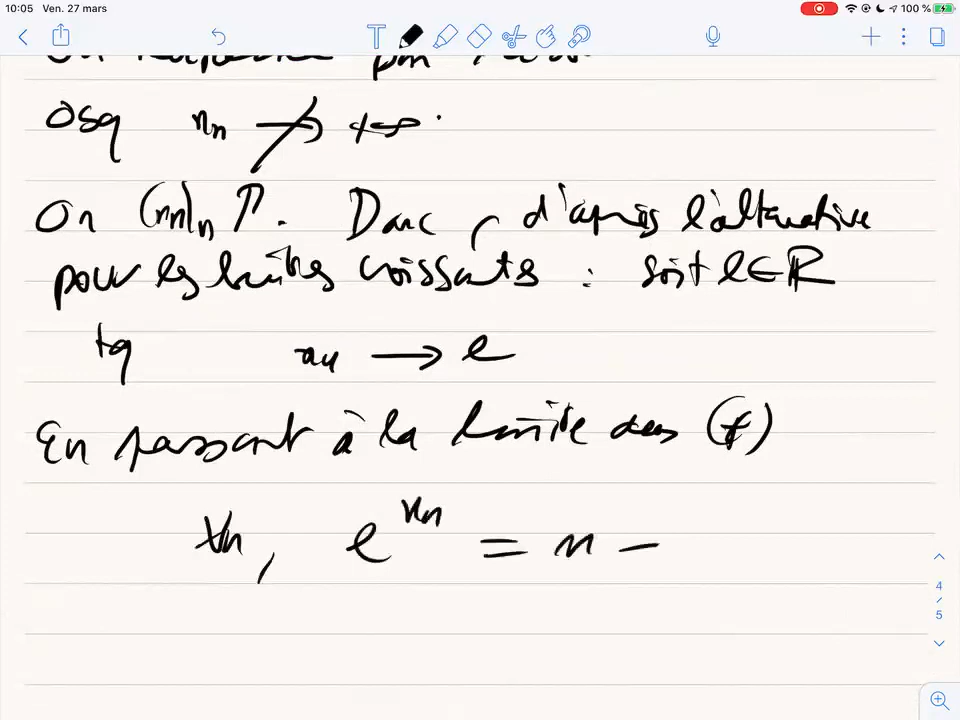 10:05 Ven. 27 mars
100 %
T
par
Osq xₙ ↛ +∞.
On (xn)ₙ ↗. Donc, d'après l'alternative
pour les suites croissantes : soit l ∈ ℝ
tq xₙ → l
En passant à la limite dans (*)
∀n, e^xₙ = n -
4
/
5